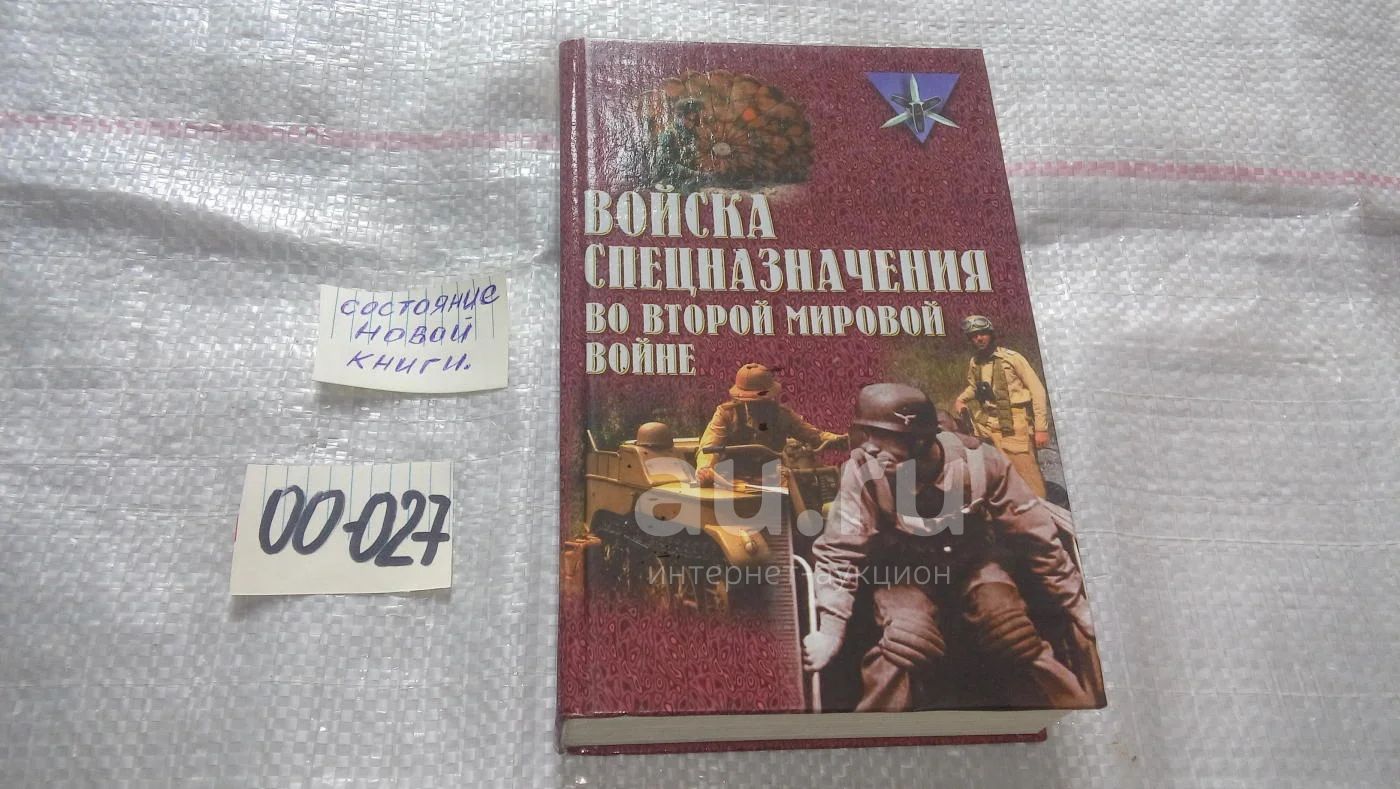 ВОЙСКА
СПЕЦНАЗНАЧЕНИЯ
ВО ВТОРОЙ МИРОВОЙ
ВОЙНЕ
состояние
новой
книги.
00-027
au.ru
интернет-аукцион